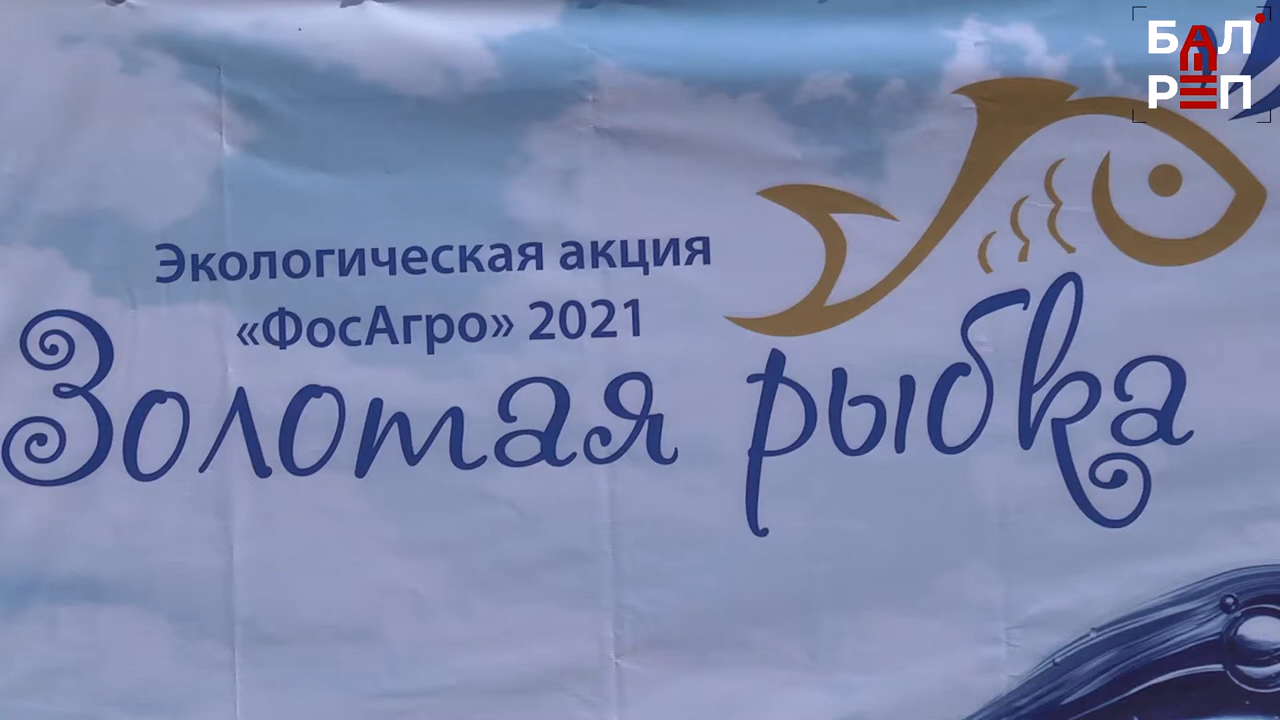 БАЛ
РЕП
Экологическая акция
«ФосАгро» 2021
Золотая рыбка